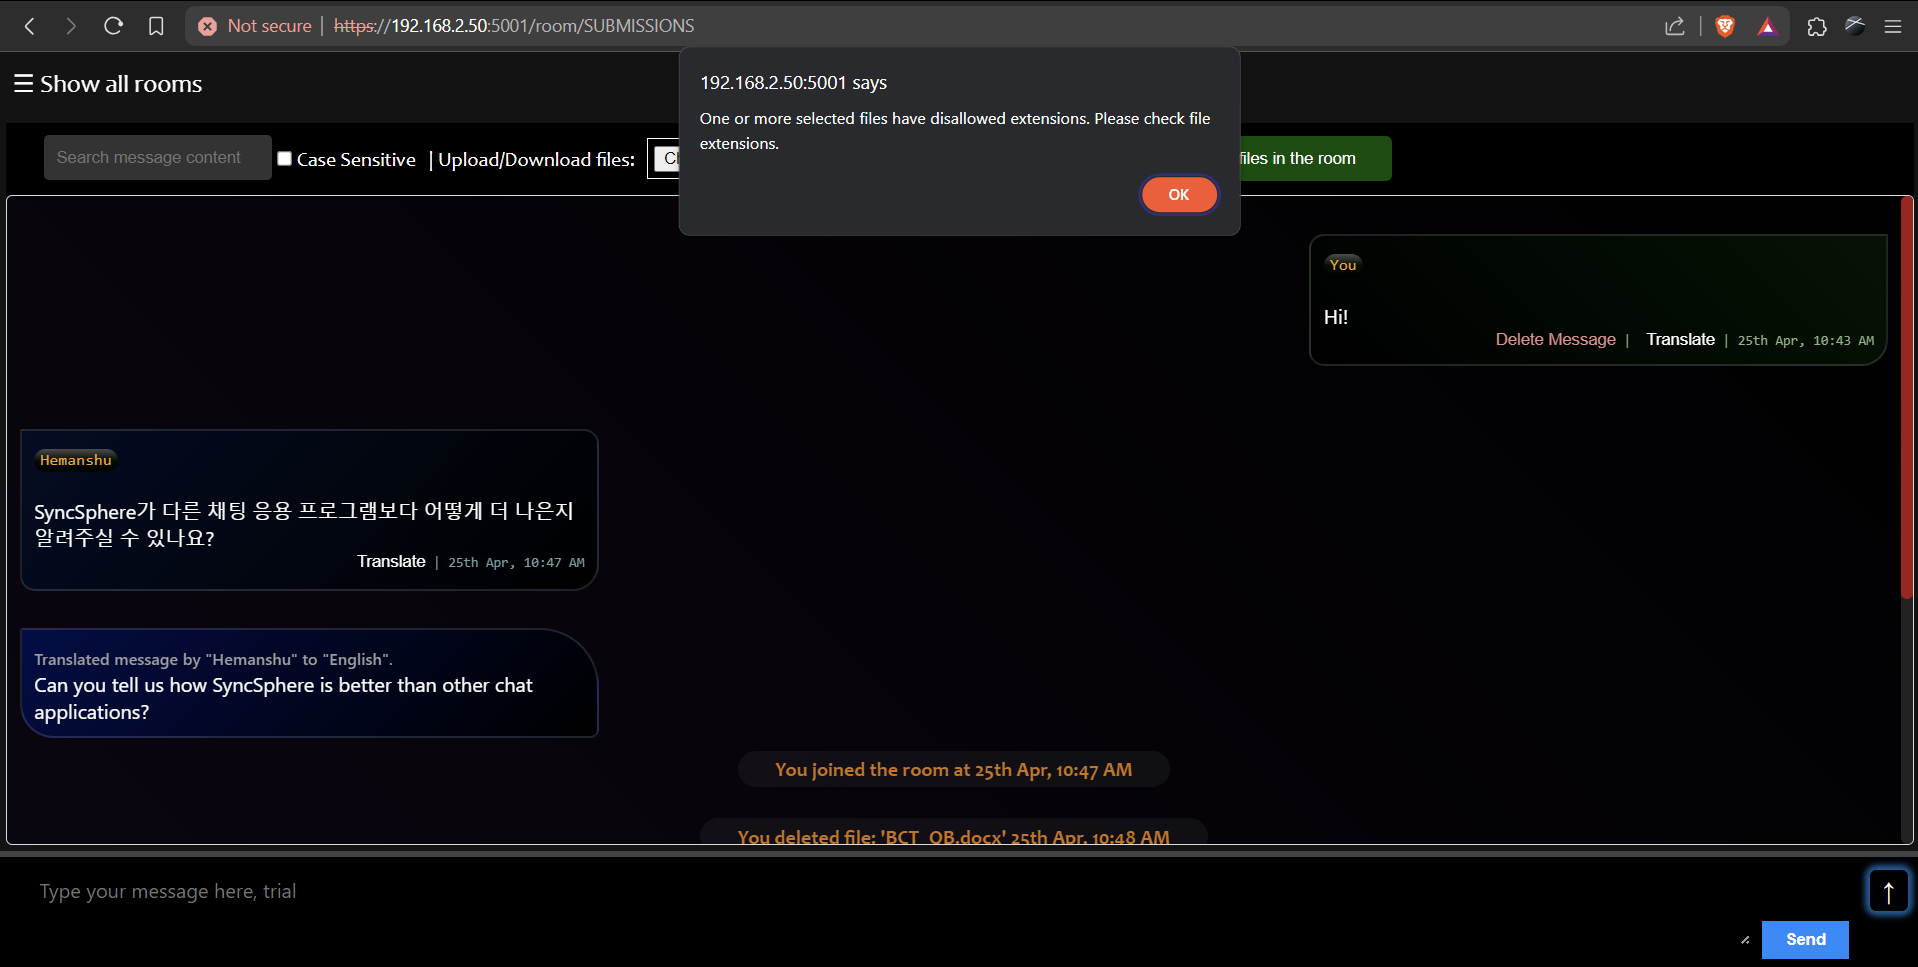 Not secure | https://192.168.2.50:5001/room/SUBMISSIONS
☰ Show all rooms
192.168.2.50:5001 says
One or more selected files have disallowed extensions. Please check file
extensions.
OK
Search message content
Case Sensitive | Upload/Download files:
files in the room
You
Hi!
Delete Message | Translate | 25th Apr, 10:43 AM
Hemanshu
SyncSphere가 다른 채팅 응용 프로그램보다 어떻게 더 나은지
알려주실 수 있나요?
Translate | 25th Apr, 10:47 AM
Translated message by "Hemanshu" to "English".
Can you tell us how SyncSphere is better than other chat
applications?
You joined the room at 25th Apr, 10:47 AM
You deleted file: 'BCT_QB.docx' 25th Apr, 10:48 AM
Type your message here, trial
↑
Send